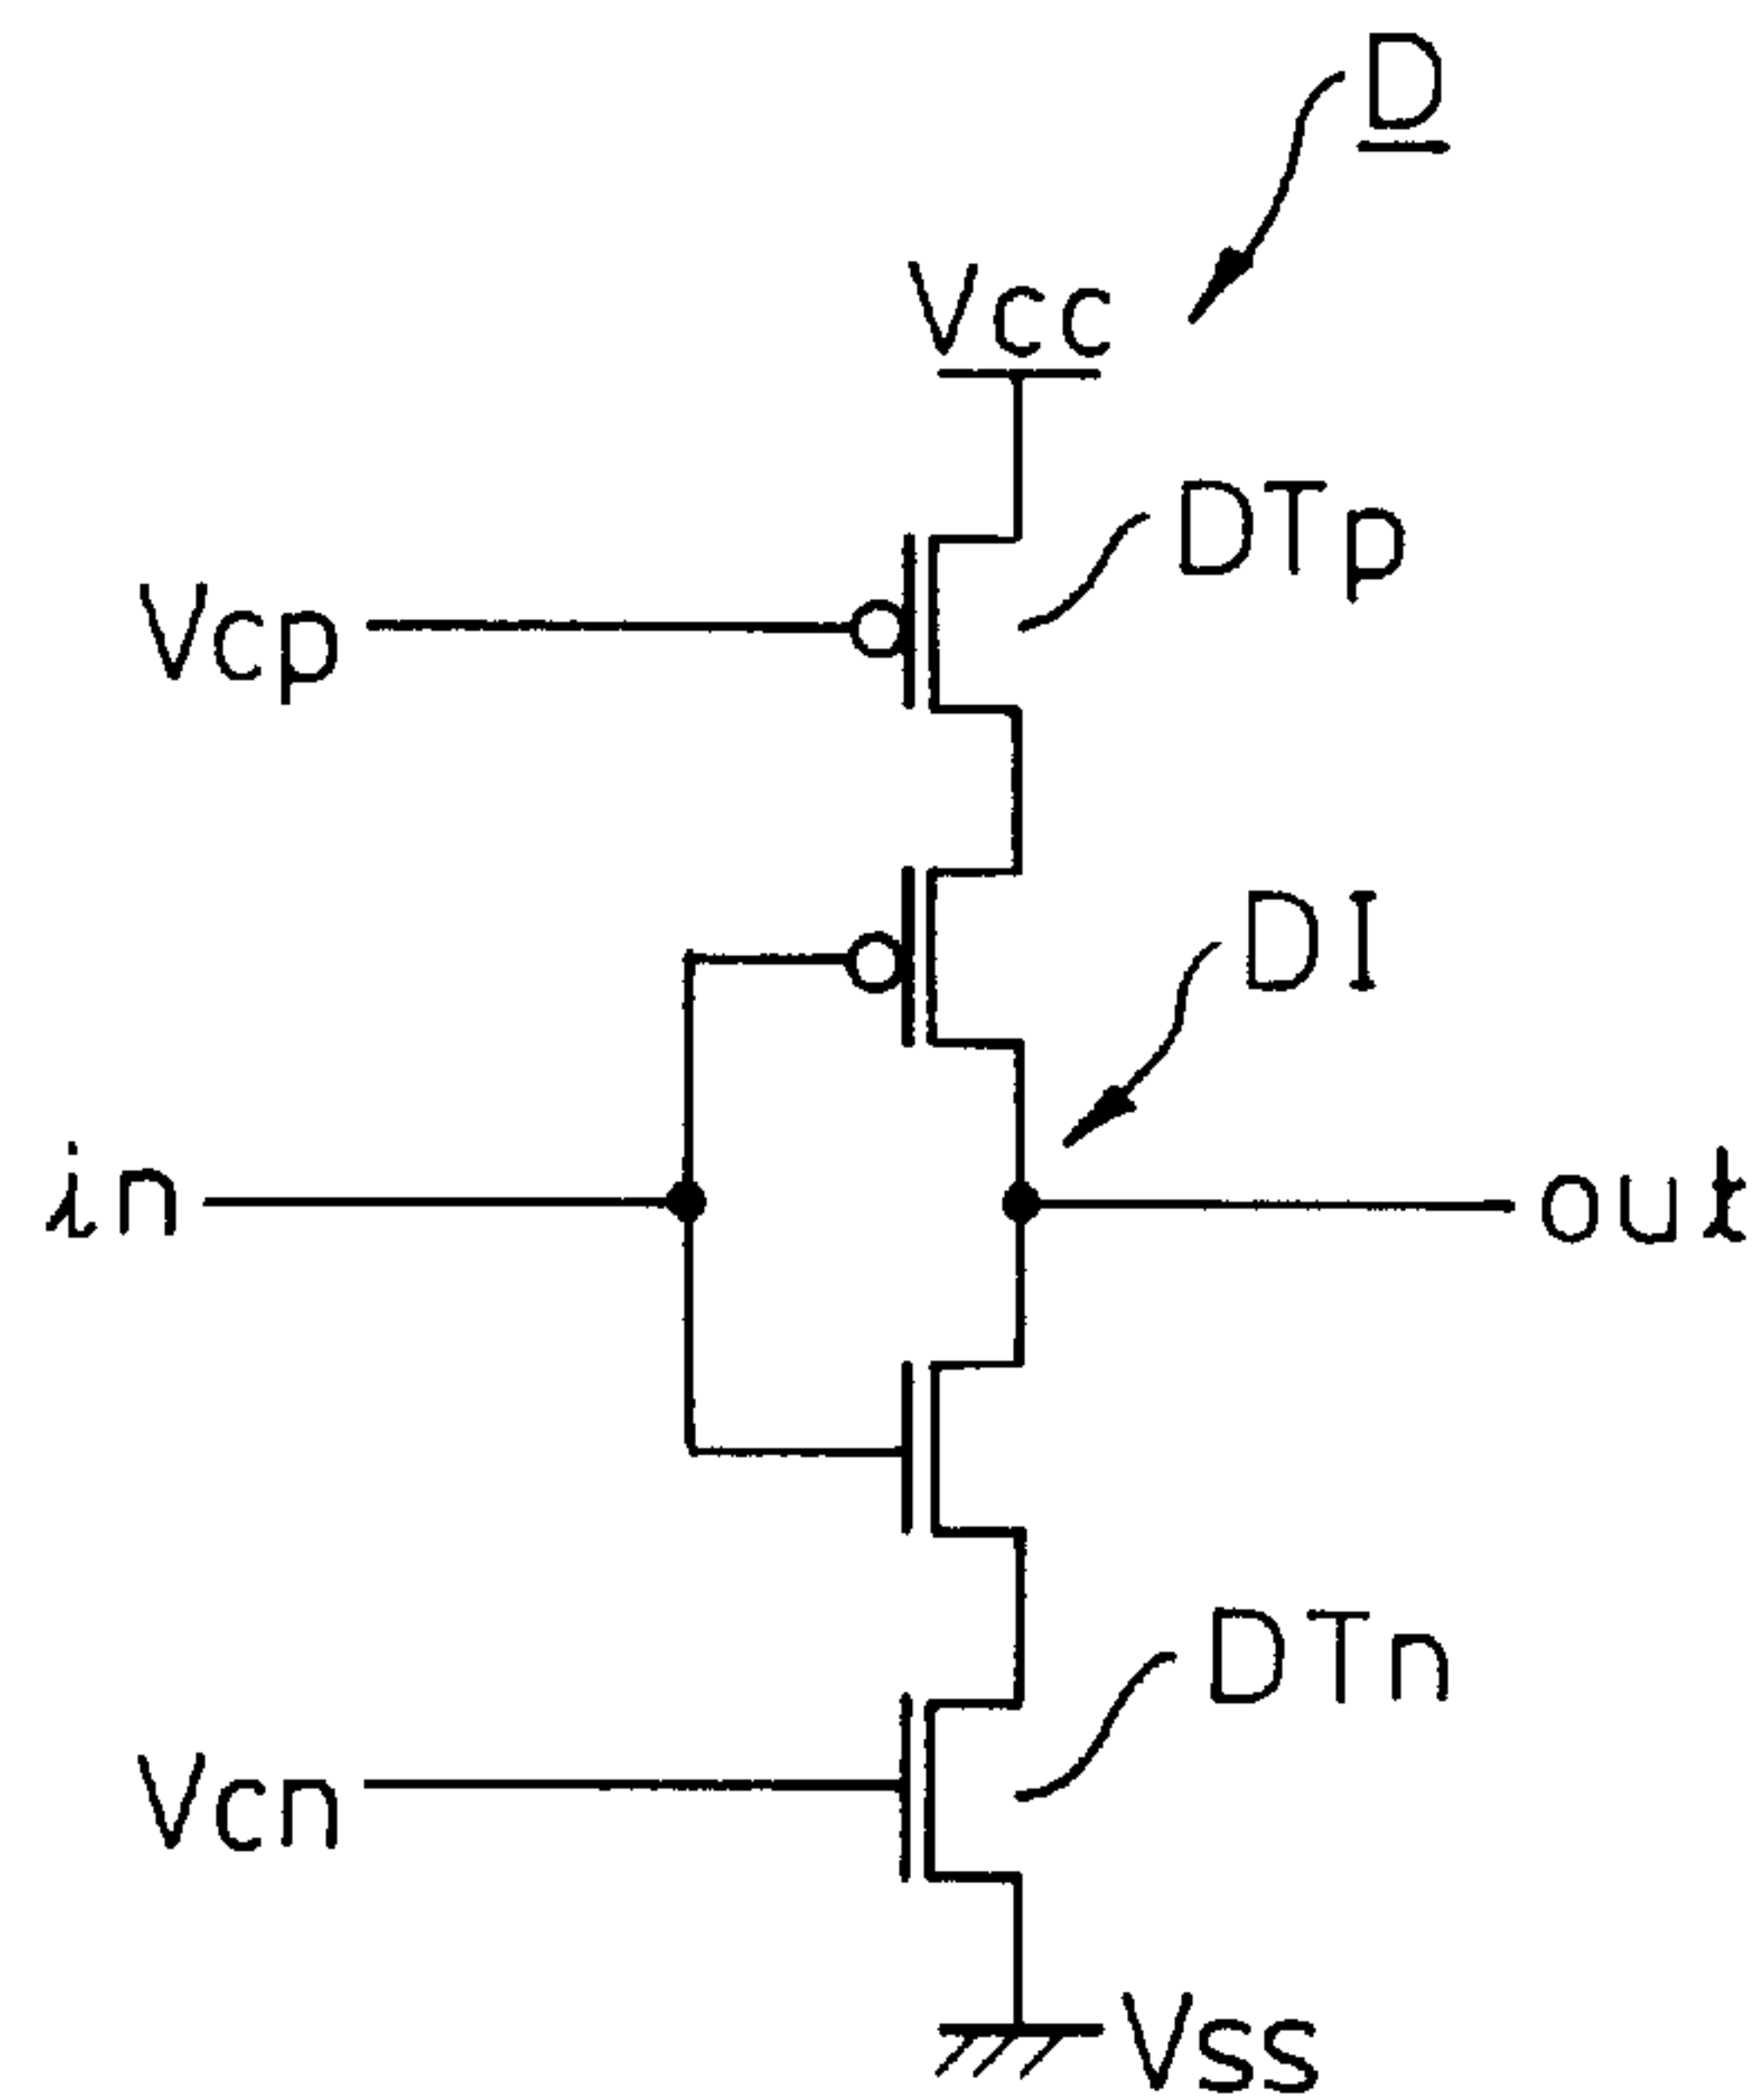 D
Vcc
DTp
Vcp
DI
in
out
DTn
Vcn
Vss